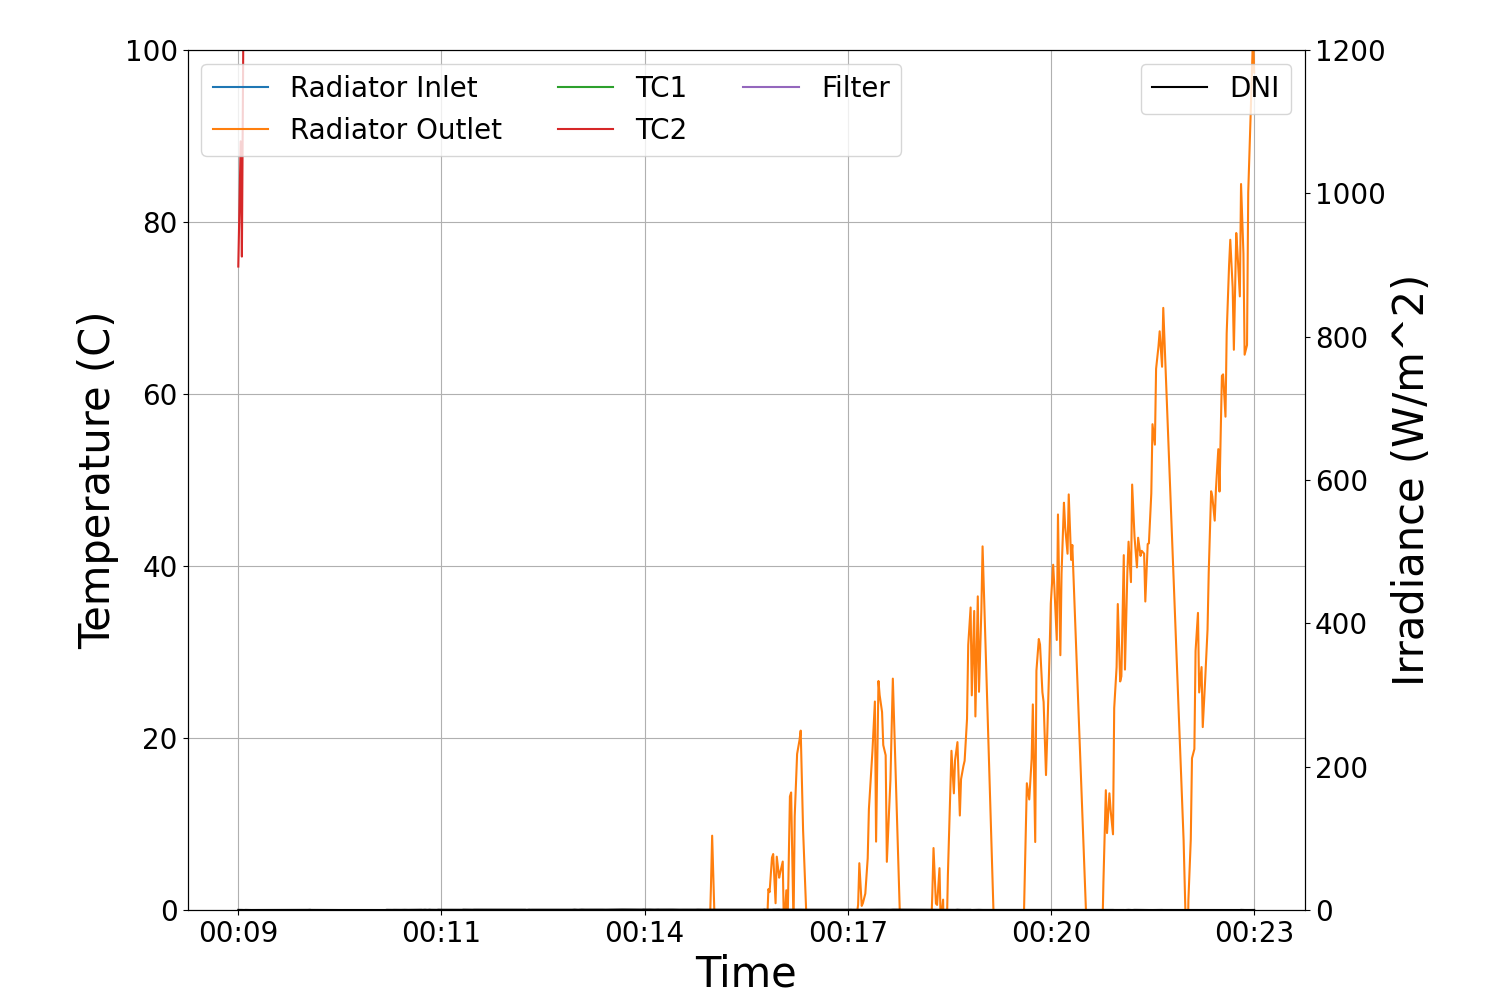 100
80
60
40
20
0
Temperature (C)
Radiator Inlet
Radiator Outlet
TC1
TC2
Filter
DNI
1200
1000
800
600
400
200
0
Irradiance (W/m^2)
00:09 00:11 00:14 00:17 00:20 00:23
Time